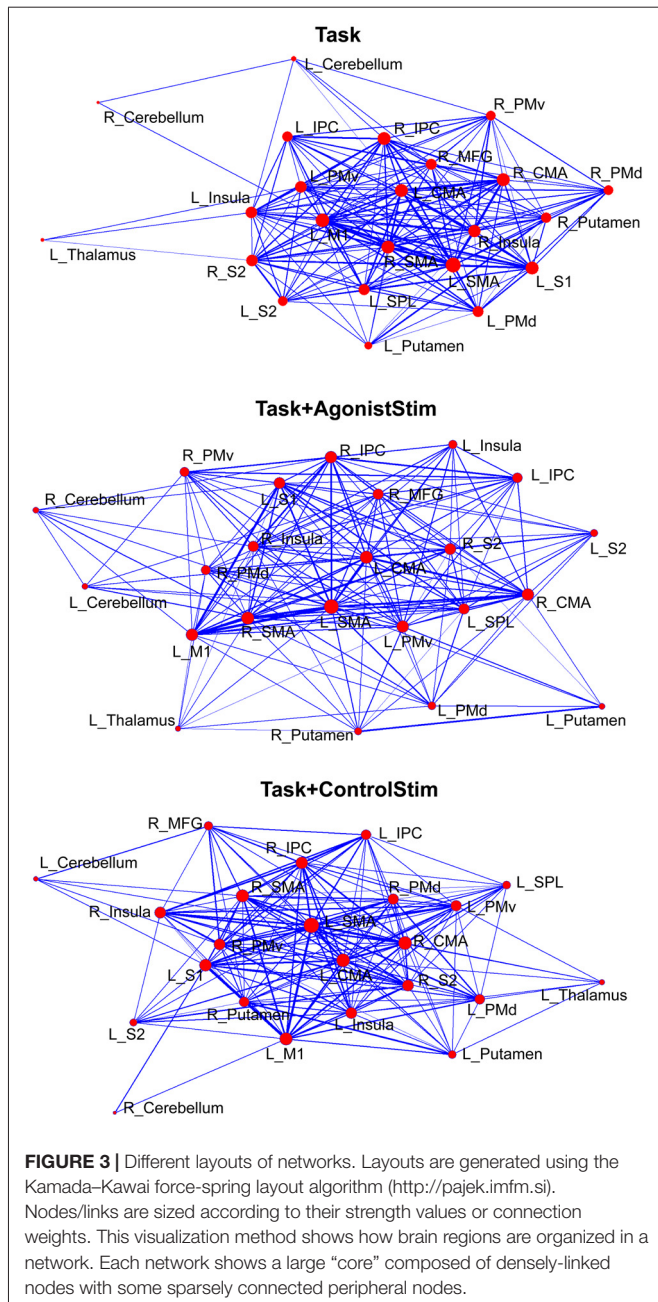 Task
L_Cerebellum
R_Cerebellum
R_PMv
L_IPC
R_IPC
R_MFG
L_PMv
L_CMA
R_CMA
R_PMd
L_Insula
L_M1
R_Putamen
R_Insula
L_Thalamus
R_S2
R_SMA
L_SMA
L_S1
L_S2
L_SPL
L_PMd
L_Putamen
Task+AgonistStim
R_PMv
R_IPC
L_Insula
L_IPC
R_Cerebellum
L_S1
R_MFG
R_Insula
R_S2
L_S2
L_CMA
R_PMd
L_Cerebellum
R_CMA
R_SMA
L_SMA
L_SPL
L_M1
L_PMv
L_Thalamus
R_Putamen
L_PMd
L_Putamen
Task+ControlStim
R_MFG
L_IPC
R_IPC
L_Cerebellum
R_SMA
R_PMd
L_SPL
R_Insula
L_SMA
L_PMv
R_PMv
R_CMA
L_S1
L_CMA
R_S2
L_Thalamus
R_Putamen
L_Insula
L_PMd
L_S2
L_M1
L_Putamen
R_Cerebellum
FIGURE 3 | Different layouts of networks. Layouts are generated using the
Kamada–Kawai force-spring layout algorithm (http://pajek.imfm.si).
Nodes/links are sized according to their strength values or connection
weights. This visualization method shows how brain regions are organized in a
network. Each network shows a large “core” composed of densely-linked
nodes with some sparsely connected peripheral nodes.